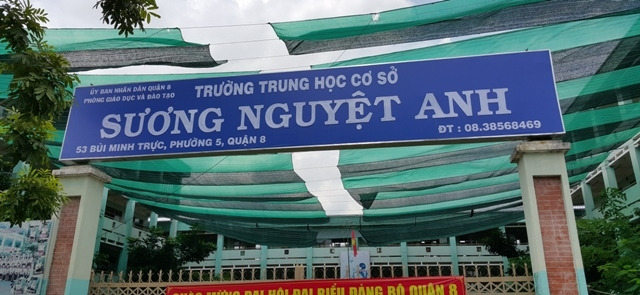 ỦY BAN NHÂN DÂN QUẬN 8
PHÒNG GIÁO DỤC VÀ ĐÀO TẠO
TRƯỜNG TRUNG HỌC CƠ SỞ
SƯƠNG NGUYỆT ANH
53 BÙI MINH TRỰC, PHƯỜNG 5, QUẬN 8
ĐT : 08.38568469
CHÀO MỪNG ĐẠI HỘI ĐẠI BIỂU ĐẢNG BỘ QUẬN 8